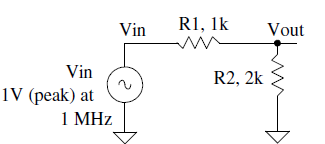 Vin
R1, 1k
Vout
Vin
1V (peak) at
1 MHz
R2, 2k